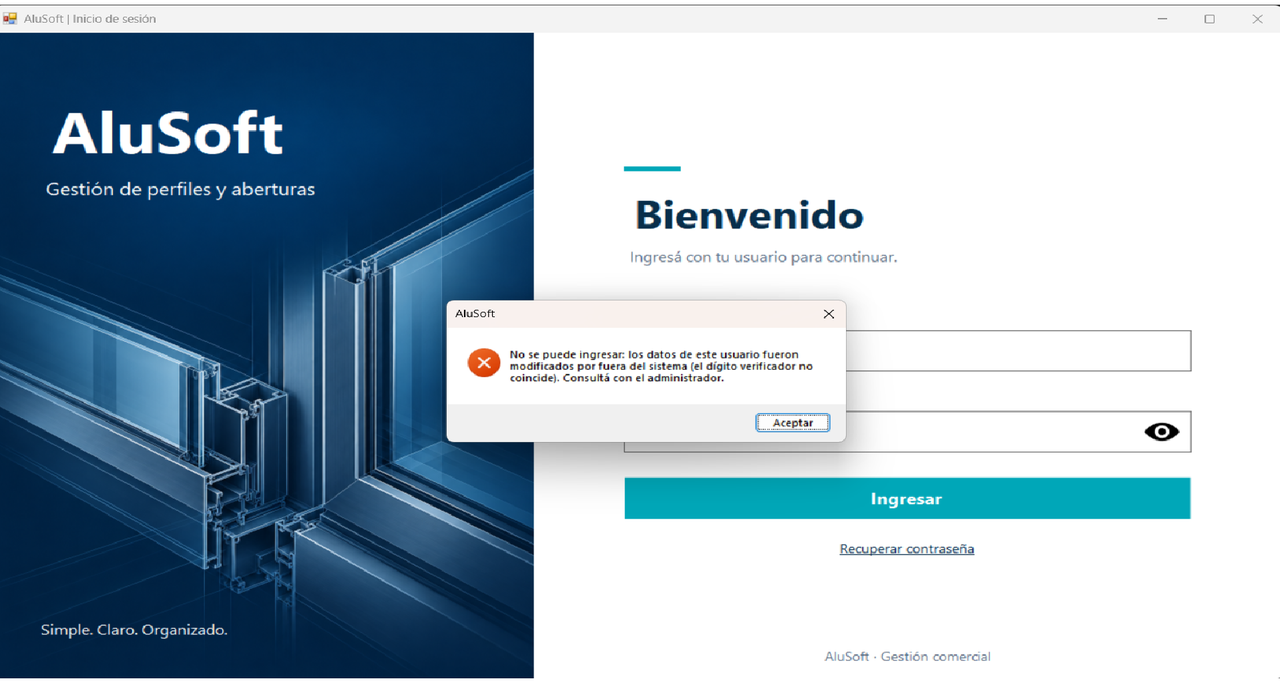 AluSoft | Inicio de sesión
AluSoft
Gestión de perfiles y aberturas
Simple. Claro. Organizado.
Bienvenido
Ingresá con tu usuario para continuar.
AluSoft
No se puede ingresar: los datos de este usuario fueron
modificados por fuera del sistema (el dígito verificador no
coincide). Consultá con el administrador.
Aceptar
Ingresar
Recuperar contraseña
AluSoft · Gestión comercial